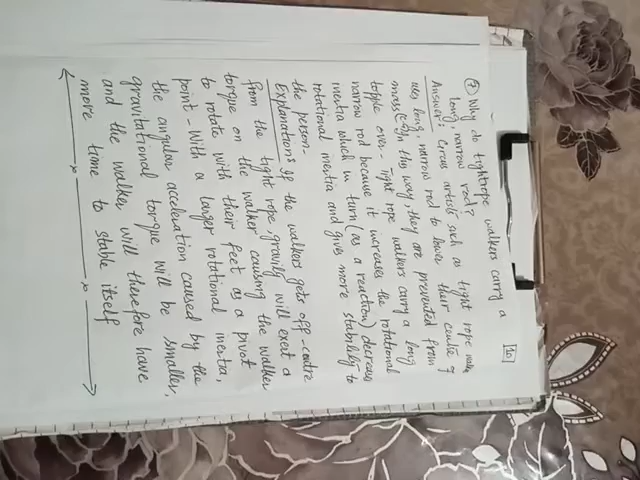 10
7 Why do tightrope walkers carry a
long, narrow rod?
Answer: Circus artists such as tight rope walk
uses long, narrow rod to lower their centre of
mass (c.g). In this way they are prevented from
topple over. Tight rope walkers carry a long
narrow rod because it increase the rotational
inertia which in turn (as a reaction) decreases
rotational inertia and gives more stability to
the person.
Explanation: If the walkers gets off-centre
from the tight rope, gravity will exert a
torque on the walker causing the walker
to rotate with their feet as a pivot
point. With a larger rotational inertia,
the angular acceleration caused by the
gravitational torque will be smaller,
and the walker will therefore have
more time to stable itself